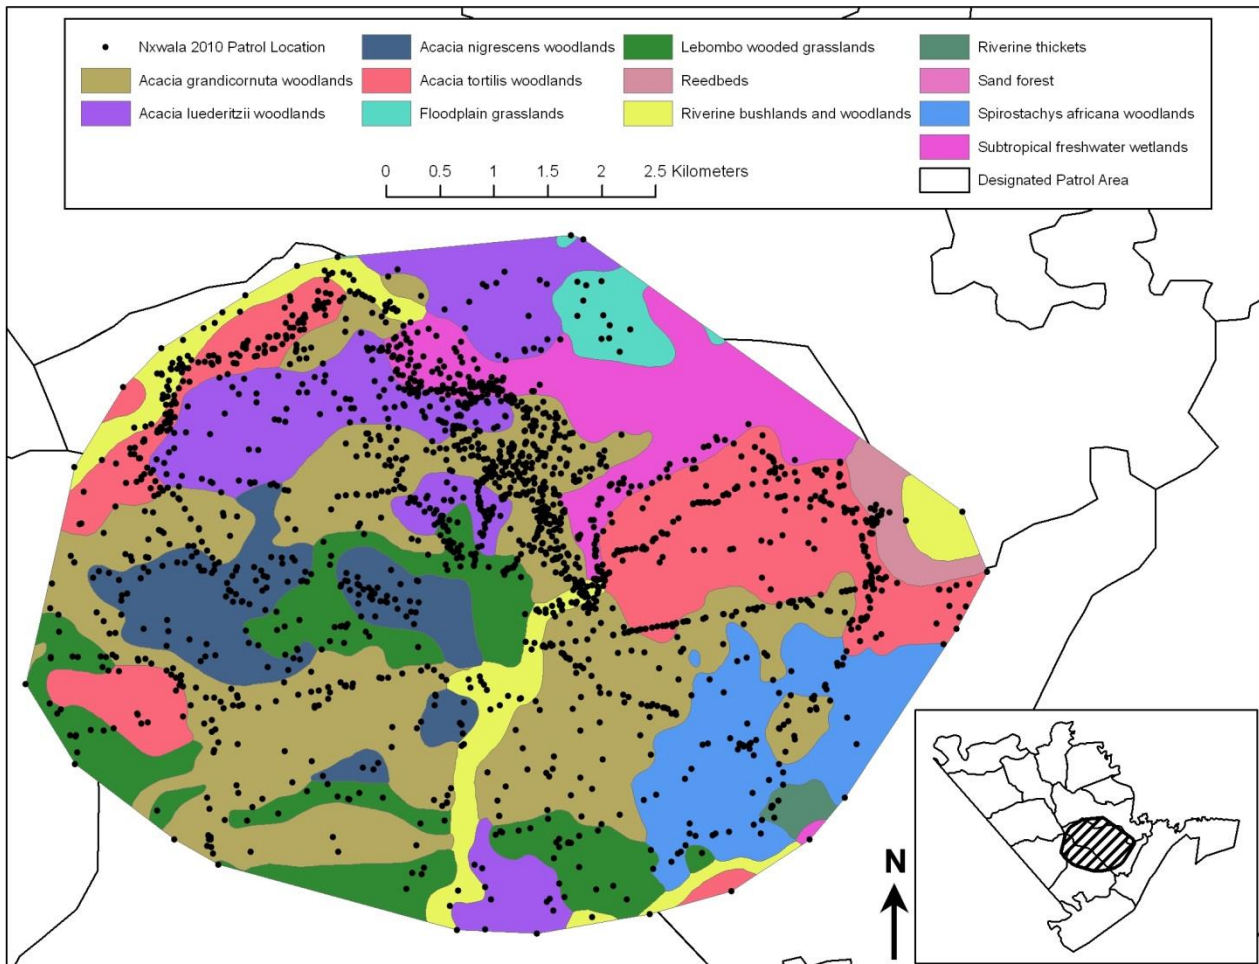 Nxwala 2010 Patrol Location
Acacia grandicornuta woodlands
Acacia luederitzii woodlands
Acacia nigrescens woodlands
Acacia tortilis woodlands
Floodplain grasslands
Lebombo wooded grasslands
Reedbeds
Riverine bushlands and woodlands
Riverine thickets
Sand forest
Spirostachys africana woodlands
Subtropical freshwater wetlands
Designated Patrol Area
0 0.5 1 1.5 2 2.5 Kilometers
N